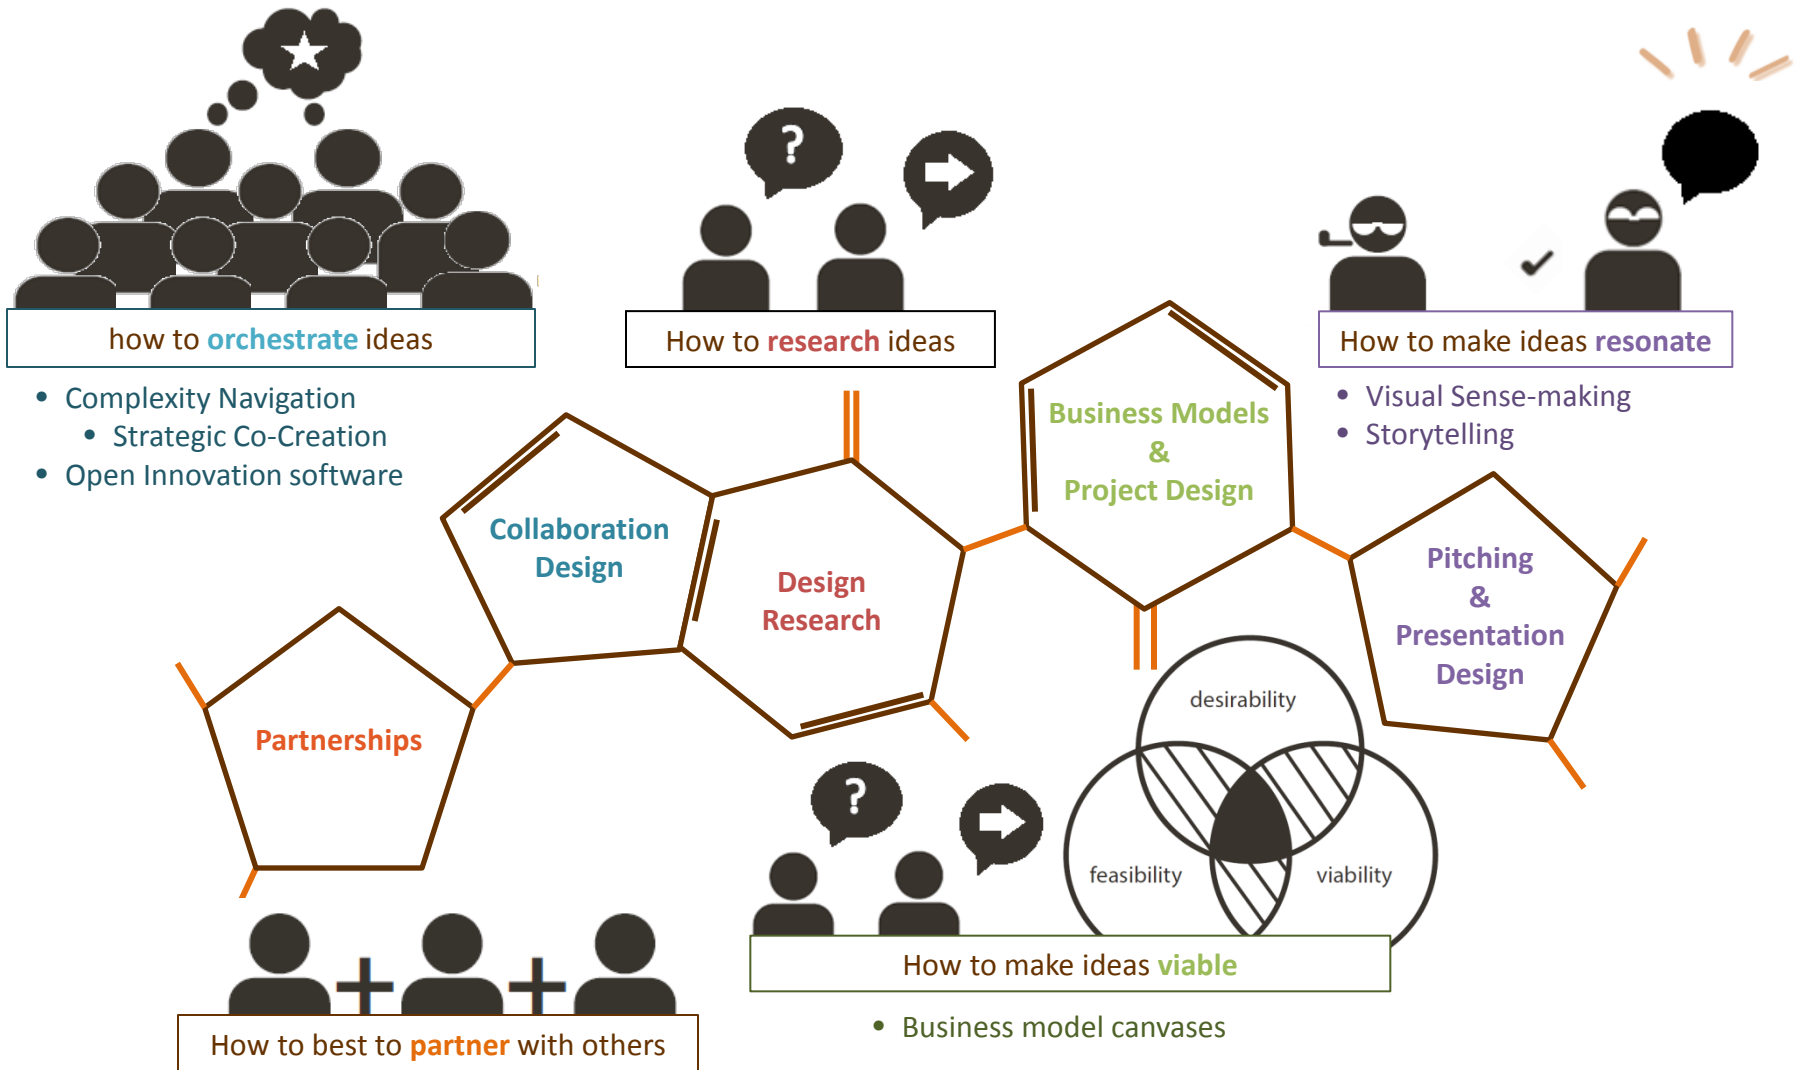 how to orchestrate ideas
• Complexity Navigation
• Strategic Co-Creation
• Open Innovation software
?
How to research ideas
How to make ideas resonate
• Visual Sense-making
• Storytelling
Business Models
&
Project Design
Collaboration
Design
Design
Research
Pitching
&
Presentation
Design
Partnerships
desirability
feasibility
viability
?
How to make ideas viable
• Business model canvases
+ +
How to best to partner with others